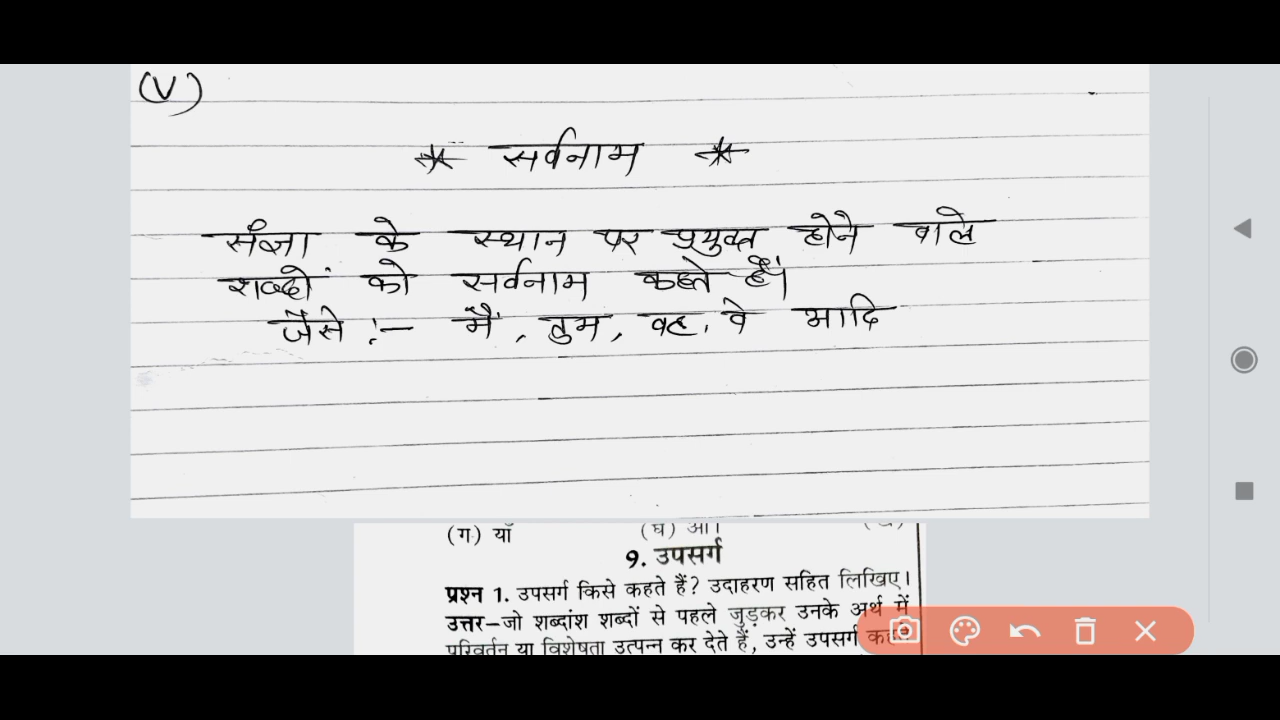 (V)
* सर्वनाम *
संज्ञा के स्थान पर प्रयुक्त होने वाले
शब्दों को सर्वनाम कहते हैं।
जैसे :- मैं, तुम, वह, वे आदि
(ग) याँ (घ) आ।
9. उपसर्ग
प्रश्न 1. उपसर्ग किसे कहते हैं? उदाहरण सहित लिखिए।
उत्तर–जो शब्दांश शब्दों से पहले जुड़कर उनके अर्थ में
परिवर्तन या विशेषता उत्पन्न कर देते हैं, उन्हें उपसर्ग